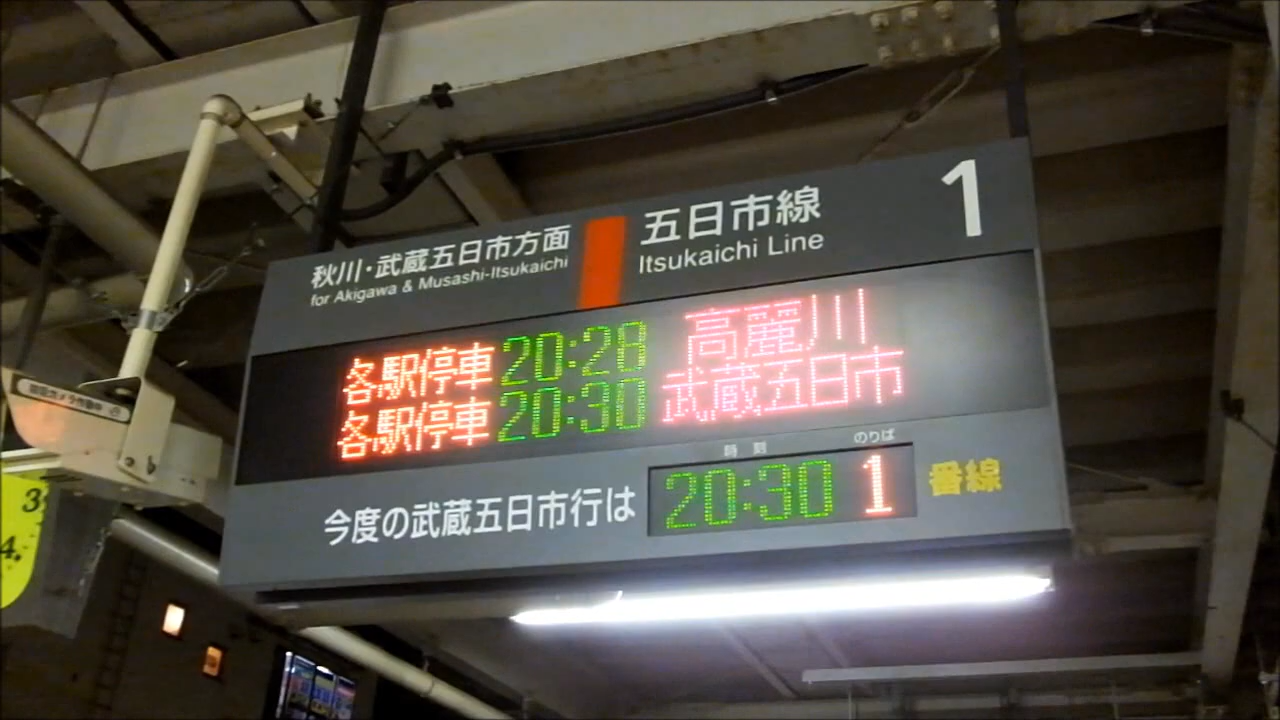 秋川・武蔵五日市方面
for Akigawa & Musashi-Itsukaichi
五日市線
Itsukaichi Line
1
各駅停車 20:28 高麗川
各駅停車 20:30 武蔵五日市
時刻 のりば
今度の武蔵五日市行は 20:30 1 番線
3
4